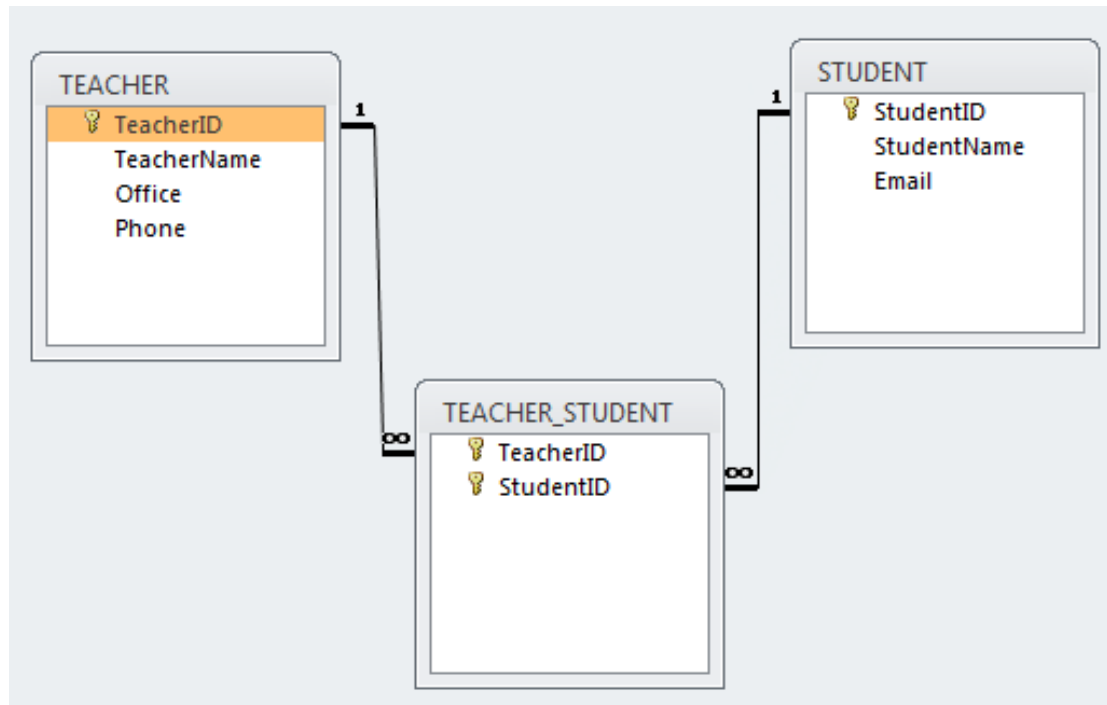 TEACHER
TeacherID
TeacherName
Office
Phone
1
STUDENT
StudentID
StudentName
Email
1
TEACHER_STUDENT
TeacherID
StudentID
∞
∞